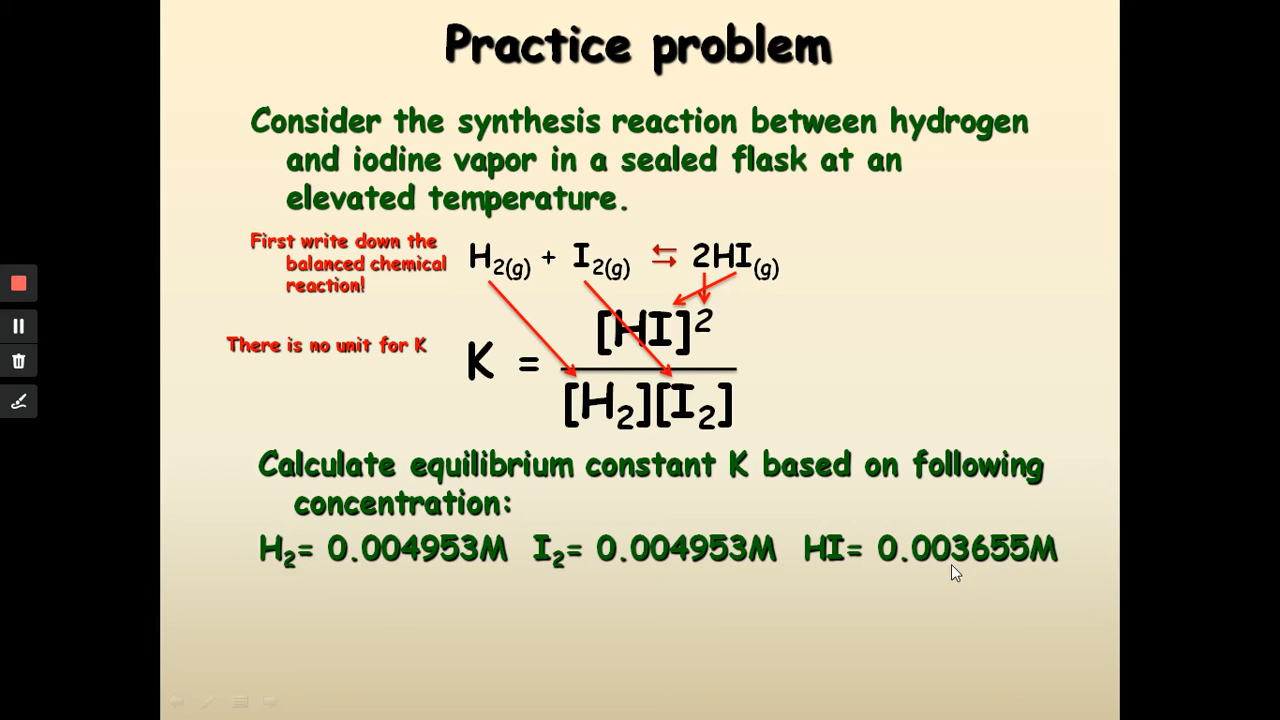 Practice problem
Consider the synthesis reaction between hydrogen
and iodine vapor in a sealed flask at an
elevated temperature.
First write down the
balanced chemical
reaction!
H₂(g) + I₂(g) ⇆ 2HI(g)
There is no unit for K
K = [HI]²
[H₂][I₂]
Calculate equilibrium constant K based on following
concentration:
H₂= 0.004953M I₂= 0.004953M HI= 0.003655M